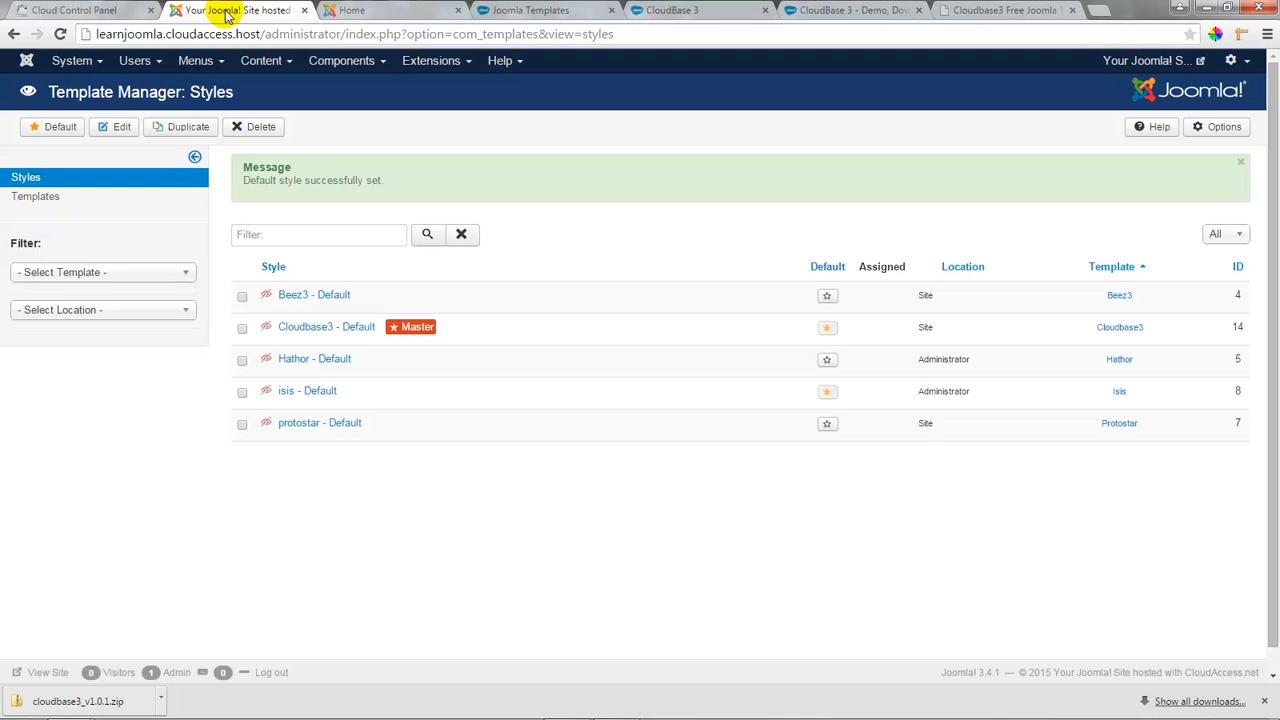 Cloud Control Panel
Your Joomla! Site hosted
Home
Joomla Templates
CloudBase 3
CloudBase 3 - Demo, Do
Cloudbase3 Free Joomla
learnjoomla.cloudaccess.host/administrator/index.php?option=com_templates&view=styles
System Users Menus Content Components Extensions Help
Your Joomla! S...
Template Manager: Styles
Joomla!
Default Edit Duplicate Delete
Help Options
Styles
Templates
Filter:
- Select Template -
- Select Location -
Message
Default style successfully set.
Filter:
All
Style Default Assigned Location Template ID
Beez3 - Default Site Beez3 4
Cloudbase3 - Default Master Site Cloudbase3 14
Hathor - Default Administrator Hathor 5
isis - Default Administrator Isis 8
protostar - Default Site Protostar 7
View Site 0 Visitors 1 Admin 0 Log out
Joomla! 3.4.1 — © 2015 Your Joomla! Site hosted with CloudAccess.net
cloudbase3_v1.0.1.zip
Show all downloads...